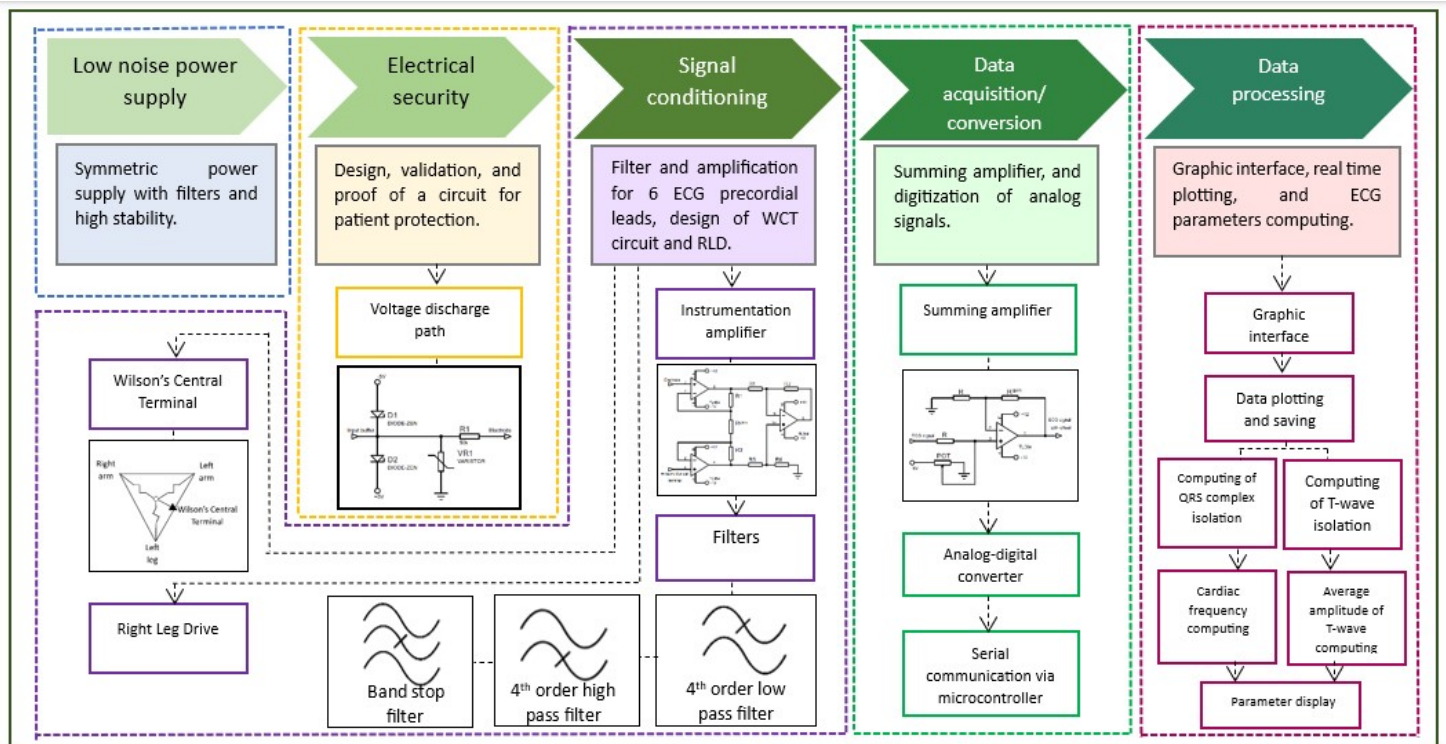 Low noise power
supply
Symmetric power
supply with filters and
high stability.
Electrical
security
Design, validation, and
proof of a circuit for
patient protection.
Voltage discharge
path
+5V
D1
DIODE-ZEN
R1
Electrode
D2
DIODE-ZEN
VR1
VARISTOR
Signal
conditioning
Filter and amplification
for 6 ECG precordial
leads, design of WCT
circuit and RLD.
Wilson's Central
Terminal
Right
arm
Left
arm
Wilson's Central
Terminal
Left
leg
Right Leg Drive
Instrumentation
amplifier
Filters
Band stop
filter
4th order high
pass filter
4th order low
pass filter
Data
acquisition/
conversion
Summing amplifier, and
digitization of analog
signals.
Summing amplifier
R
R
POT
Analog-digital
converter
Serial
communication via
microcontroller
Data
processing
Graphic interface, real time
plotting, and ECG
parameters computing.
Graphic
interface
Data plotting
and saving
Computing of
QRS complex
isolation
Computing
of T-wave
isolation
Cardiac
frequency
computing
Average
amplitude of
T-wave
computing
Parameter display